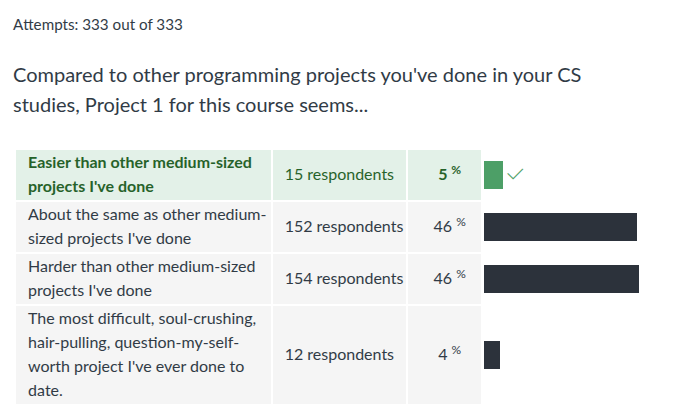 Attempts: 333 out of 333
Compared to other programming projects you've done in your CS
studies, Project 1 for this course seems...
Easier than other medium-sized
projects I've done
15 respondents
5 %
About the same as other medium-
sized projects I've done
152 respondents
46 %
Harder than other medium-sized
projects I've done
154 respondents
46 %
The most difficult, soul-crushing,
hair-pulling, question-my-self-
worth project I've ever done to
date.
12 respondents
4 %